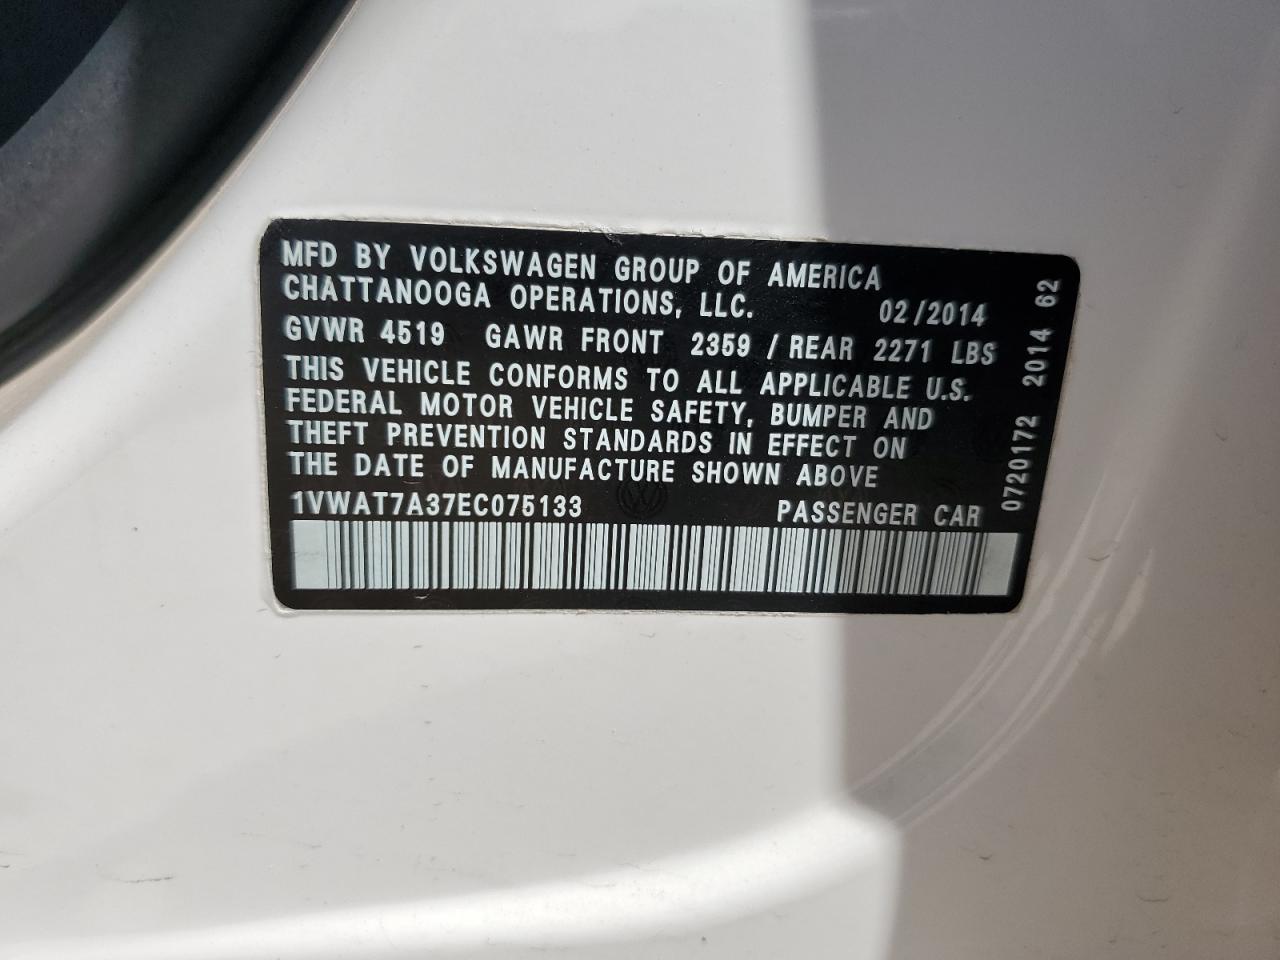 MFD BY VOLKSWAGEN GROUP OF AMERICA
CHATTANOOGA OPERATIONS, LLC. 02/2014
GVWR 4519 GAWR FRONT 2359 / REAR 2271 LBS
THIS VEHICLE CONFORMS TO ALL APPLICABLE U.S.
FEDERAL MOTOR VEHICLE SAFETY, BUMPER AND
THEFT PREVENTION STANDARDS IN EFFECT ON
THE DATE OF MANUFACTURE SHOWN ABOVE
1VWAT7A37EC075133 PASSENGER CAR
0720172 2014 62